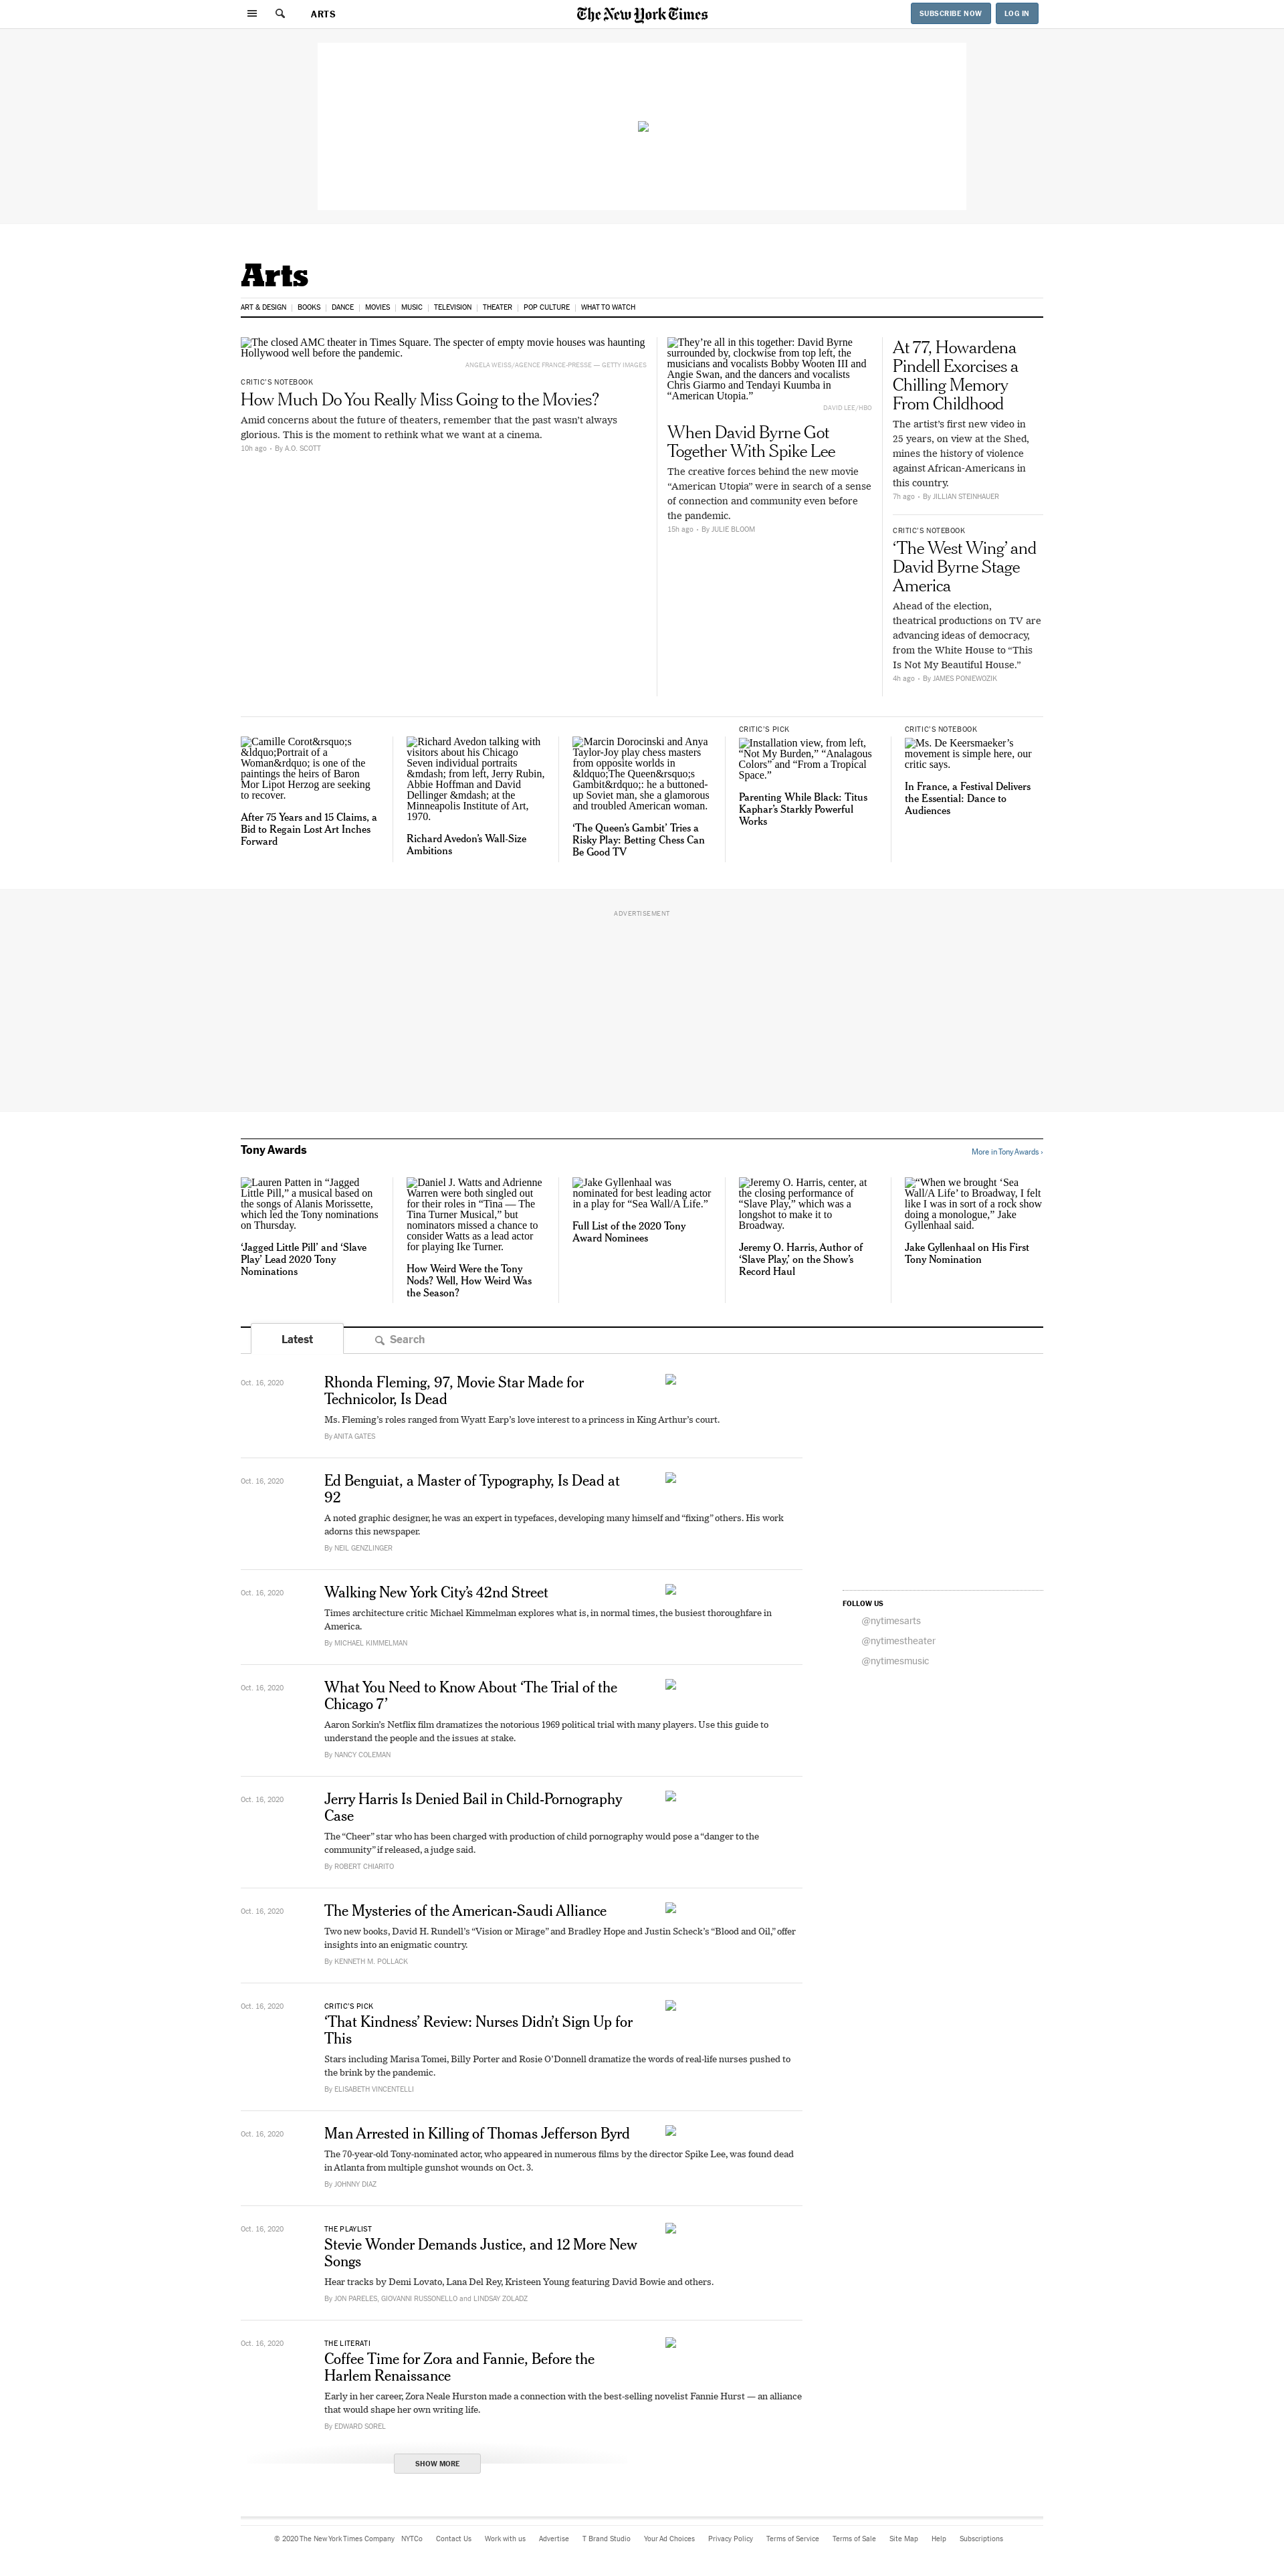 ARTS
The New York Times
SUBSCRIBE NOW
LOG IN
Arts
ART & DESIGN
BOOKS
DANCE
MOVIES
MUSIC
TELEVISION
THEATER
POP CULTURE
WHAT TO WATCH
The closed AMC theater in Times Square. The specter of empty movie houses was haunting
Hollywood well before the pandemic.
ANGELA WEISS/AGENCE FRANCE-PRESSE — GETTY IMAGES
CRITIC'S NOTEBOOK
How Much Do You Really Miss Going to the Movies?
Amid concerns about the future of theaters, remember that the past wasn't always
glorious. This is the moment to rethink what we want at a cinema.
10h ago • By A.O. SCOTT
They're all in this together: David Byrne
surrounded by, clockwise from top left, the
musicians and vocalists Bobby Wooten III and
Angie Swan, and the dancers and vocalists
Chris Giarmo and Tendayi Kuumba in
“American Utopia.”
DAVID LEE/HBO
When David Byrne Got
Together With Spike Lee
The creative forces behind the new movie
“American Utopia” were in search of a sense
of connection and community even before
the pandemic.
15h ago • By JULIE BLOOM
At 77, Howardena
Pindell Exorcises a
Chilling Memory
From Childhood
The artist’s first new video in
25 years, on view at the Shed,
mines the history of violence
against African-Americans in
this country.
7h ago • By JILLIAN STEINHAUER
CRITIC'S NOTEBOOK
‘The West Wing’ and
David Byrne Stage
America
Ahead of the election,
theatrical productions on TV are
advancing ideas of democracy,
from the White House to “This
Is Not My Beautiful House.”
4h ago • By JAMES PONIEWOZIK
Camille Corot&rsquo;s
&ldquo;Portrait of a
Woman&rdquo; is one of the
paintings the heirs of Baron
Mor Lipot Herzog are seeking
to recover.
After 75 Years and 15 Claims, a
Bid to Regain Lost Art Inches
Forward
Richard Avedon talking with
visitors about his Chicago
Seven individual portraits
&mdash; from left, Jerry Rubin,
Abbie Hoffman and David
Dellinger &mdash; at the
Minneapolis Institute of Art,
1970.
Richard Avedon’s Wall-Size
Ambitions
Marcin Dorocinski and Anya
Taylor-Joy play chess masters
from opposite worlds in
&ldquo;The Queen&rsquo;s
Gambit&rdquo;: he a buttoned-
up Soviet man, she a glamorous
and troubled American woman.
‘The Queen’s Gambit’ Tries a
Risky Play: Betting Chess Can
Be Good TV
CRITIC'S PICK
Installation view, from left,
“Not My Burden,” “Analagous
Colors” and “From a Tropical
Space.”
Parenting While Black: Titus
Kaphar’s Starkly Powerful
Works
CRITIC'S NOTEBOOK
Ms. De Keersmaeker’s
movement is simple here, our
critic says.
In France, a Festival Delivers
the Essential: Dance to
Audiences
ADVERTISEMENT
Tony Awards
More in Tony Awards ›
Lauren Patten in “Jagged
Little Pill,” a musical based on
the songs of Alanis Morissette,
which led the Tony nominations
on Thursday.
‘Jagged Little Pill’ and ‘Slave
Play’ Lead 2020 Tony
Nominations
Daniel J. Watts and Adrienne
Warren were both singled out
for their roles in “Tina — The
Tina Turner Musical,” but
nominators missed a chance to
consider Watts as a lead actor
for playing Ike Turner.
How Weird Were the Tony
Nods? Well, How Weird Was
the Season?
Jake Gyllenhaal was
nominated for best leading actor
in a play for “Sea Wall/A Life.”
Full List of the 2020 Tony
Award Nominees
Jeremy O. Harris, center, at
the closing performance of
“Slave Play,” which was a
longshot to make it to
Broadway.
Jeremy O. Harris, Author of
‘Slave Play,’ on the Show’s
Record Haul
“When we brought ‘Sea
Wall/A Life’ to Broadway, I felt
like I was in sort of a rock show
doing a monologue,” Jake
Gyllenhaal said.
Jake Gyllenhaal on His First
Tony Nomination
Latest
Search
Oct. 16, 2020
Rhonda Fleming, 97, Movie Star Made for
Technicolor, Is Dead
Ms. Fleming’s roles ranged from Wyatt Earp’s love interest to a princess in King Arthur’s court.
By ANITA GATES
Oct. 16, 2020
Ed Benguiat, a Master of Typography, Is Dead at
92
A noted graphic designer, he was an expert in typefaces, developing many himself and “fixing” others. His work
adorns this newspaper.
By NEIL GENZLINGER
Oct. 16, 2020
Walking New York City’s 42nd Street
Times architecture critic Michael Kimmelman explores what is, in normal times, the busiest thoroughfare in
America.
By MICHAEL KIMMELMAN
Oct. 16, 2020
What You Need to Know About ‘The Trial of the
Chicago 7’
Aaron Sorkin’s Netflix film dramatizes the notorious 1969 political trial with many players. Use this guide to
understand the people and the issues at stake.
By NANCY COLEMAN
Oct. 16, 2020
Jerry Harris Is Denied Bail in Child-Pornography
Case
The “Cheer” star who has been charged with production of child pornography would pose a “danger to the
community” if released, a judge said.
By ROBERT CHIARITO
Oct. 16, 2020
The Mysteries of the American-Saudi Alliance
Two new books, David H. Rundell’s “Vision or Mirage” and Bradley Hope and Justin Scheck’s “Blood and Oil,” offer
insights into an enigmatic country.
By KENNETH M. POLLACK
Oct. 16, 2020
CRITIC'S PICK
‘That Kindness’ Review: Nurses Didn’t Sign Up for
This
Stars including Marisa Tomei, Billy Porter and Rosie O’Donnell dramatize the words of real-life nurses pushed to
the brink by the pandemic.
By ELISABETH VINCENTELLI
Oct. 16, 2020
Man Arrested in Killing of Thomas Jefferson Byrd
The 70-year-old Tony-nominated actor, who appeared in numerous films by the director Spike Lee, was found dead
in Atlanta from multiple gunshot wounds on Oct. 3.
By JOHNNY DIAZ
Oct. 16, 2020
THE PLAYLIST
Stevie Wonder Demands Justice, and 12 More New
Songs
Hear tracks by Demi Lovato, Lana Del Rey, Kristeen Young featuring David Bowie and others.
By JON PARELES, GIOVANNI RUSSONELLO and LINDSAY ZOLADZ
Oct. 16, 2020
THE LITERATI
Coffee Time for Zora and Fannie, Before the
Harlem Renaissance
Early in her career, Zora Neale Hurston made a connection with the best-selling novelist Fannie Hurst — an alliance
that would shape her own writing life.
By EDWARD SOREL
SHOW MORE
FOLLOW US
@nytimesarts
@nytimestheater
@nytimesmusic
© 2020 The New York Times Company
NYTCo
Contact Us
Work with us
Advertise
T Brand Studio
Your Ad Choices
Privacy Policy
Terms of Service
Terms of Sale
Site Map
Help
Subscriptions